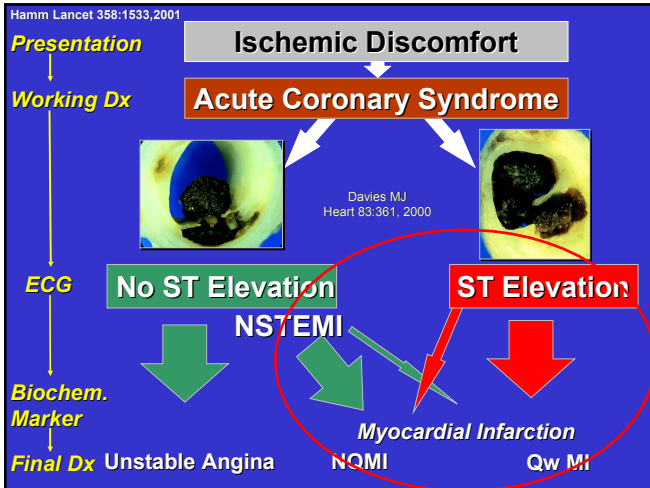 Hamm Lancet 358:1533,2001
Presentation
Ischemic Discomfort
Working Dx
Acute Coronary Syndrome
Davies MJ
Heart 83:361, 2000
ECG
No ST Elevation
ST Elevation
NSTEMI
Biochem.
Marker
Myocardial Infarction
Final Dx
Unstable Angina
NQMI
Qw MI